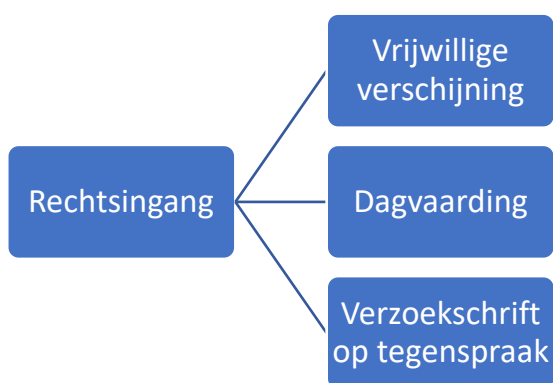 Rechtsingang
Vrijwillige
verschijning
Dagvaarding
Verzoekschrift
op tegenspraak